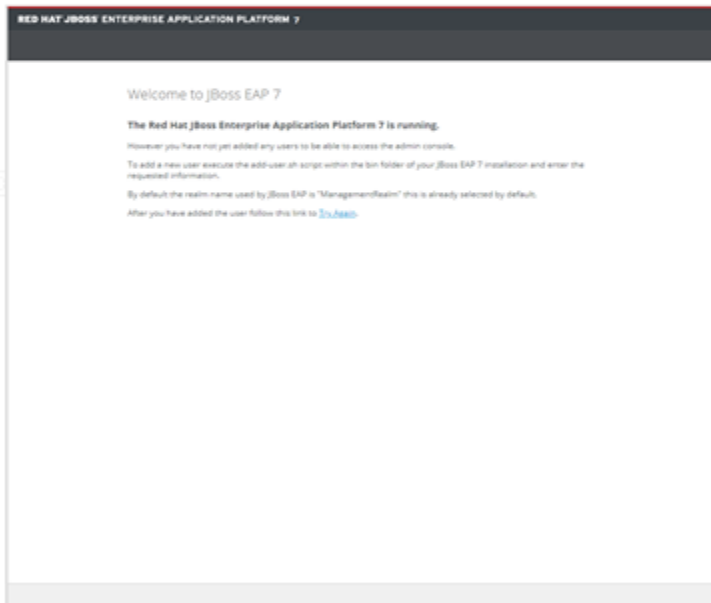 RED HAT JBOSS ENTERPRISE APPLICATION PLATFORM 7
Welcome to JBoss EAP 7
The Red Hat JBoss Enterprise Application Platform 7 is running.
However you have not yet added any users to be able to access the admin console.
To add a new user execute the add-user.sh script within the bin folder of your JBoss EAP 7 installation and enter the
requested information.
By default the realm name used by JBoss EAP is "ManagementRealm" this is already selected by default.
After you have added the user follow this link to Try Again.